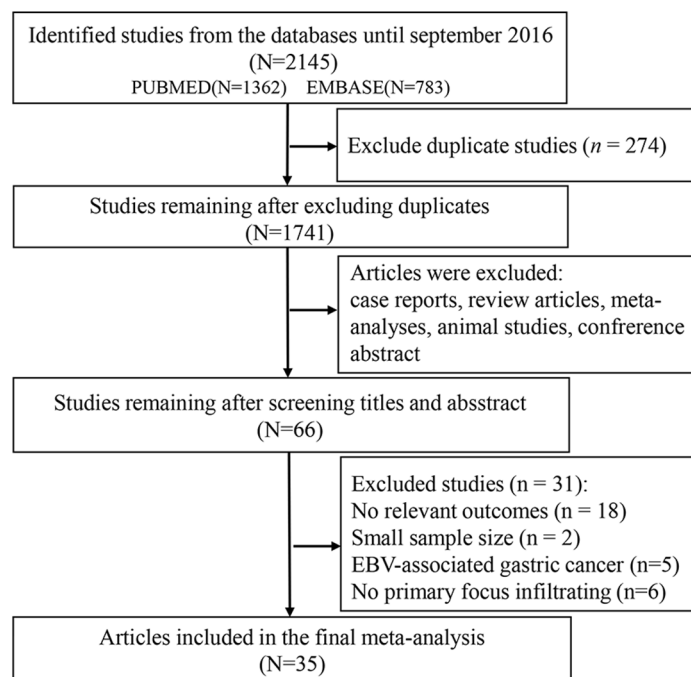 Identified studies from the databases until september 2016
(N=2145)
PUBMED(N=1362) EMBASE(N=783)
Exclude duplicate studies (n = 274)
Studies remaining after excluding duplicates
(N=1741)
Articles were excluded:
case reports, review articles, meta-
analyses, animal studies, confrerence
abstract
Studies remaining after screening titles and absstract
(N=66)
Excluded studies (n = 31):
No relevant outcomes (n = 18)
Small sample size (n = 2)
EBV-associated gastric cancer (n=5)
No primary focus infiltrating (n=6)
Articles included in the final meta-analysis
(N=35)